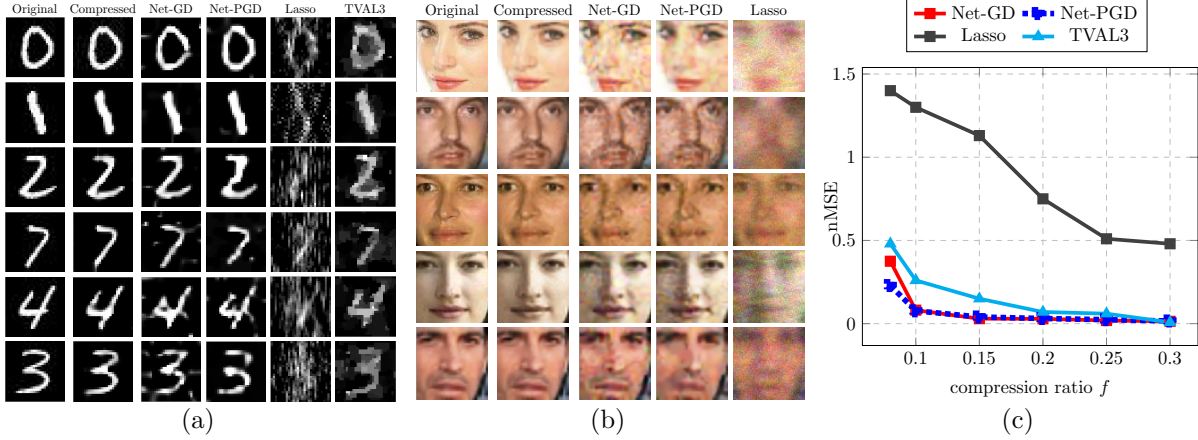 Original Compressed Net-GD Net-PGD Lasso TVAL3
(a)
Original Compressed Net-GD Net-PGD Lasso
(b)
Net-GD Net-PGD
Lasso TVAL3
1.5
1
0.5
0
nMSE
0.1 0.15 0.2 0.25 0.3
compression ratio f
(c)